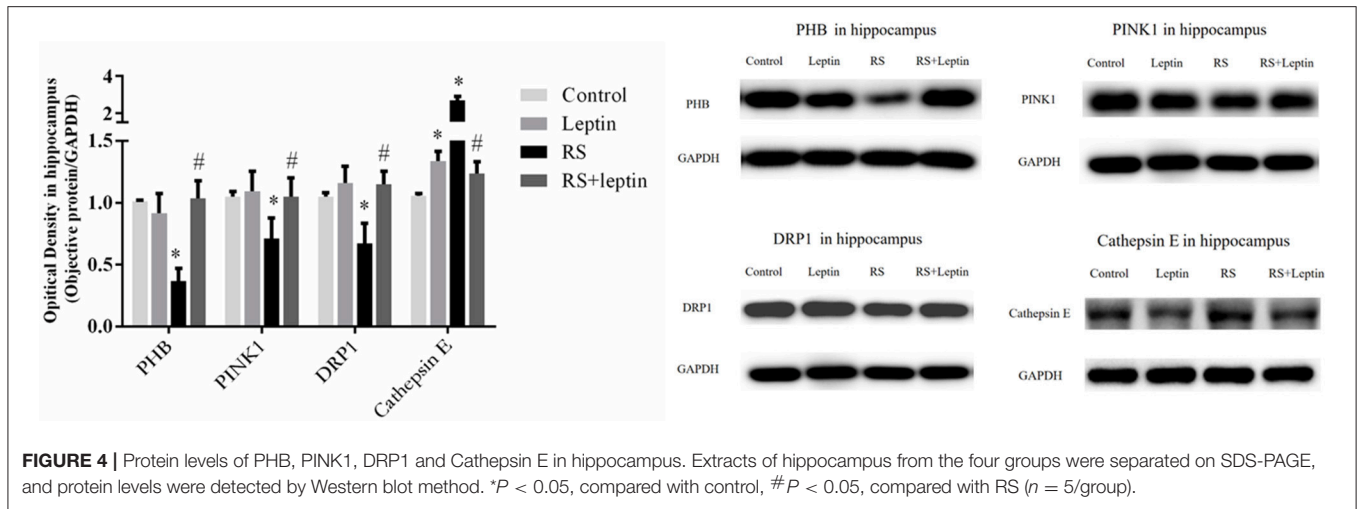 Opitical Density in hippocampus
(Objective protein/GAPDH)
4
2
1.5
1.0
0.5
0.0
*
#
*
#
*
#
*
*
#
PHB
PINK1
DRP1
Cathepsin E
Control
Leptin
RS
RS+leptin
PHB in hippocampus
Control Leptin RS RS+Leptin
PHB
GAPDH
PINK1 in hippocampus
Control Leptin RS RS+Leptin
PINK1
GAPDH
DRP1 in hippocampus
Control Leptin RS RS+Leptin
DRP1
GAPDH
Cathepsin E in hippocampus
Control Leptin RS RS+Leptin
Cathepsin E
GAPDH
FIGURE 4 | Protein levels of PHB, PINK1, DRP1 and Cathepsin E in hippocampus. Extracts of hippocampus from the four groups were separated on SDS-PAGE,
and protein levels were detected by Western blot method. *P < 0.05, compared with control, #P < 0.05, compared with RS (n = 5/group).